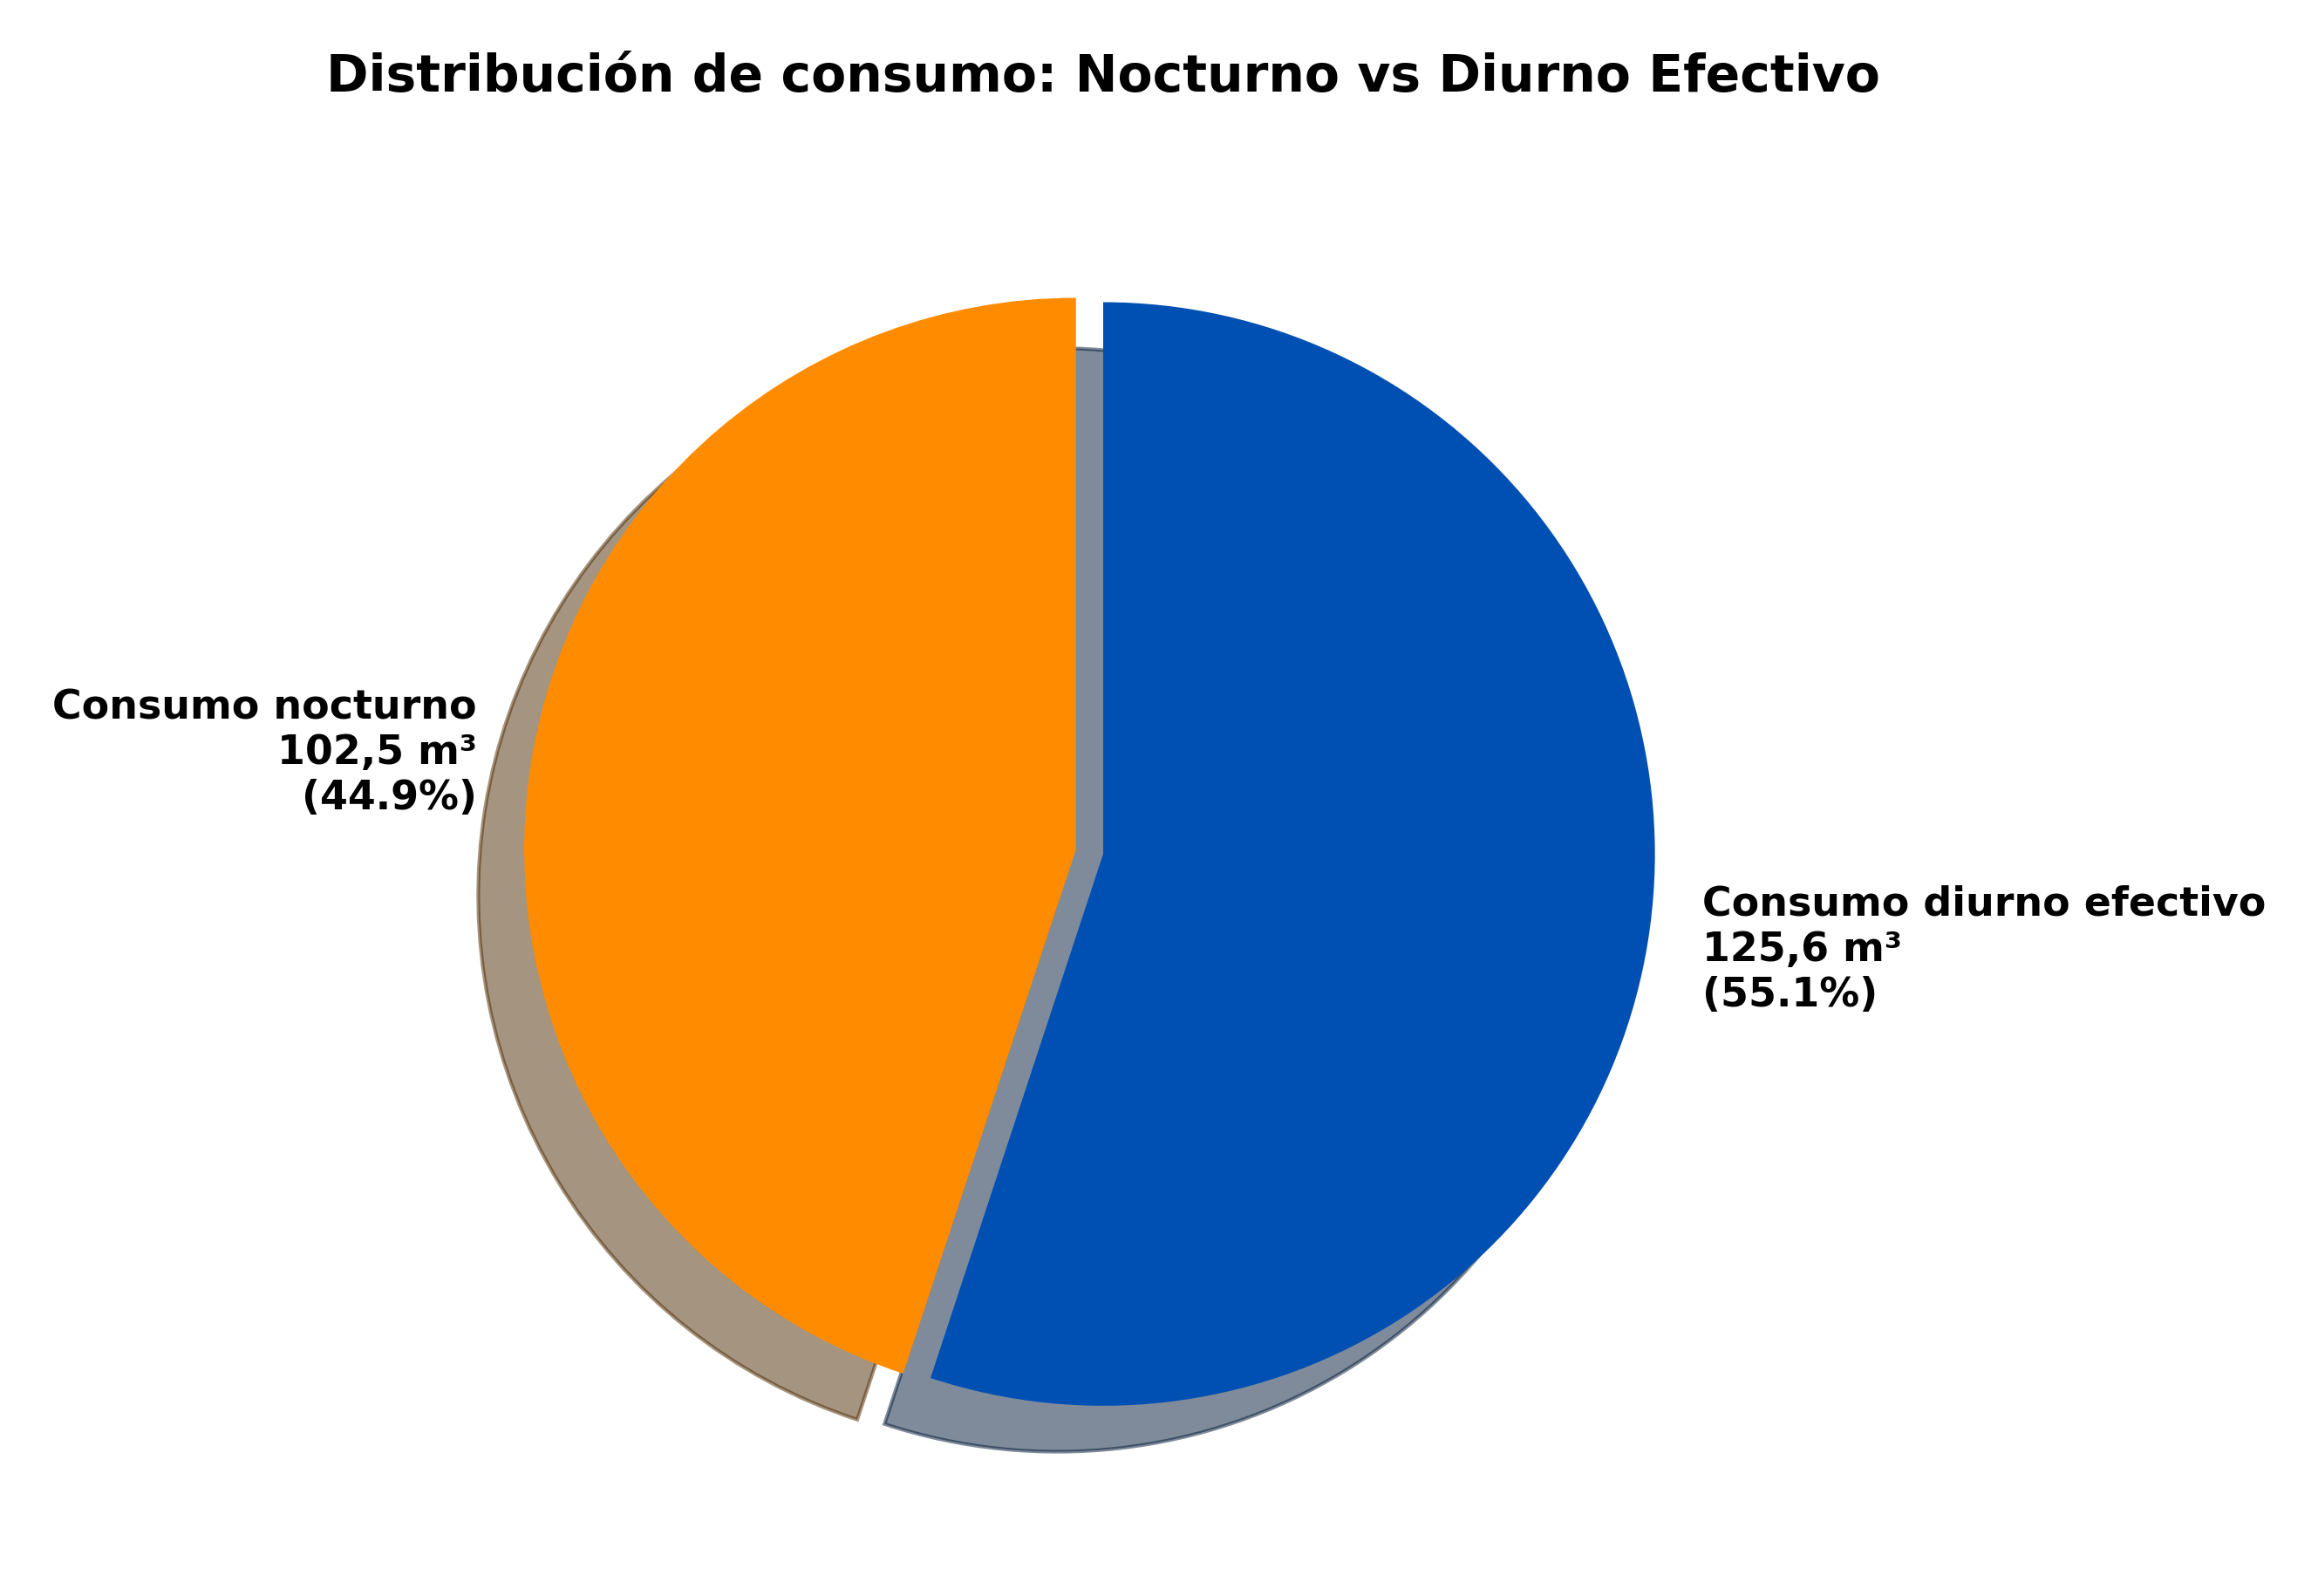 Distribución de consumo: Nocturno vs Diurno Efectivo
Consumo nocturno
102,5 m³
(44.9%)
Consumo diurno efectivo
125,6 m³
(55.1%)